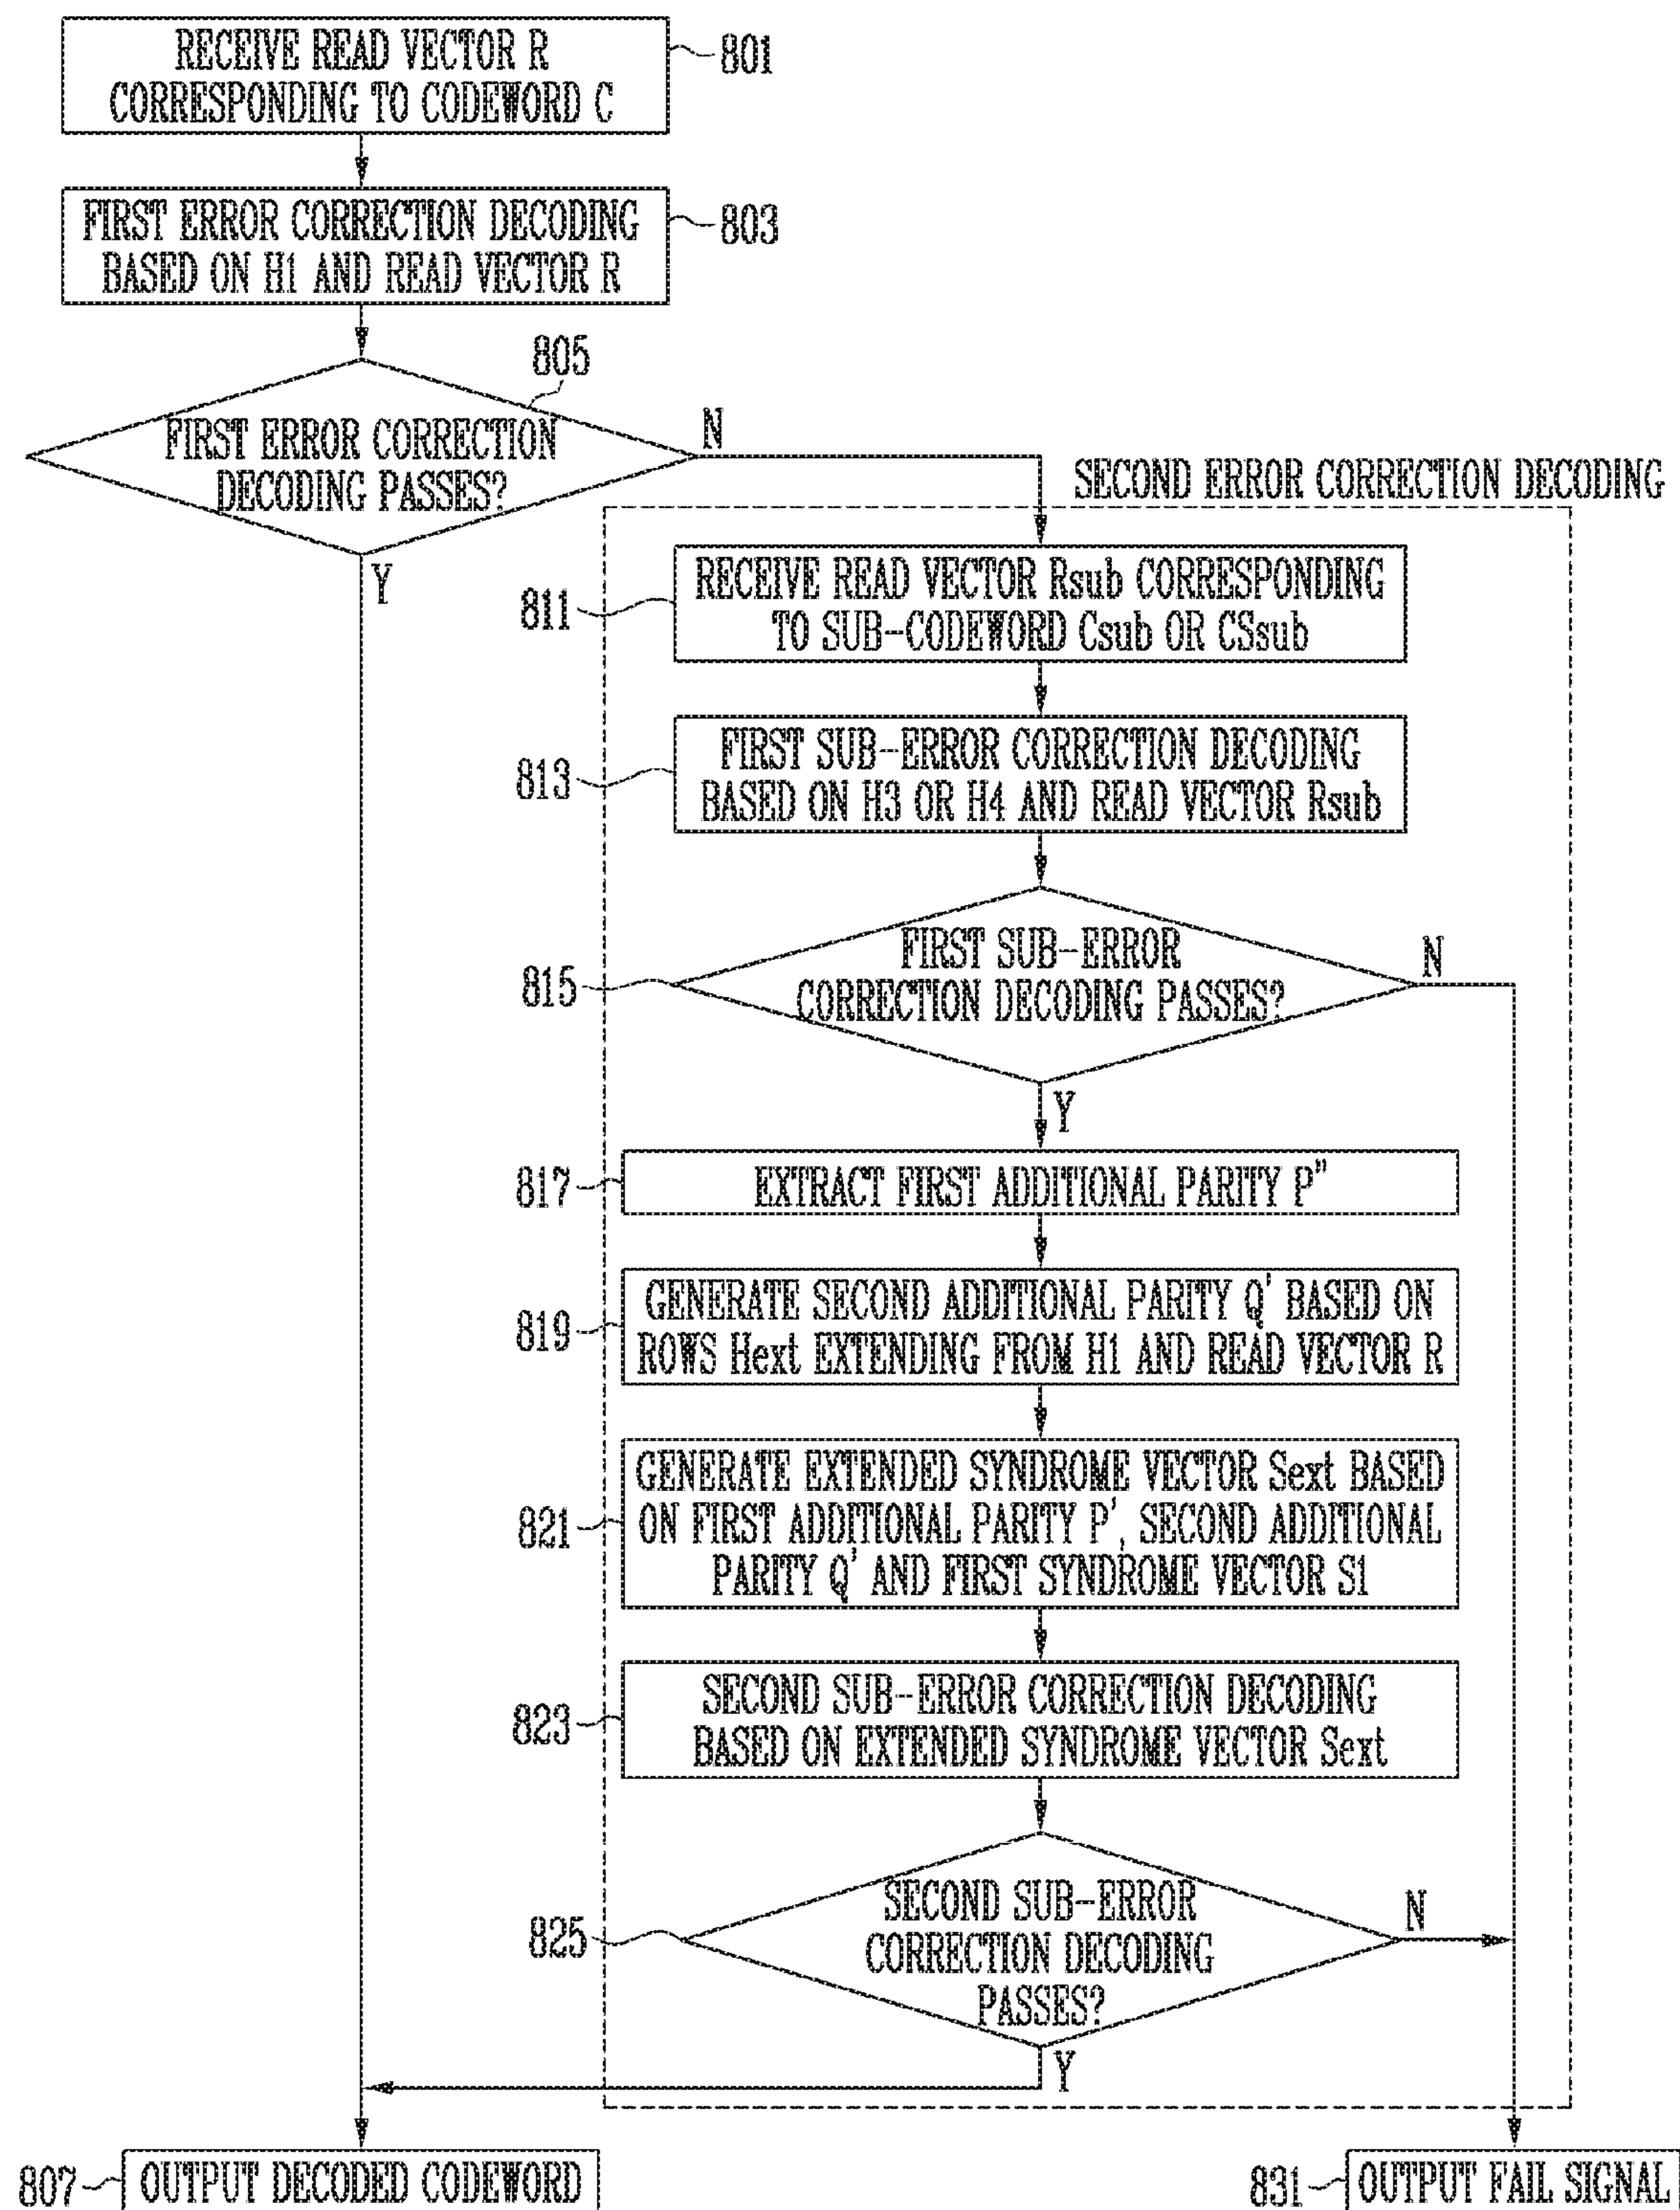 RECEIVE READ VECTOR R
CORRESPONDING TO CODEWORD C
801
FIRST ERROR CORRECTION DECODING
BASED ON H1 AND READ VECTOR R
803
805
FIRST ERROR CORRECTION
DECODING PASSES?
N
Y
SECOND ERROR CORRECTION DECODING
RECEIVE READ VECTOR Rsub CORRESPONDING
TO SUB-CODEWORD Csub OR CSsub
811
FIRST SUB-ERROR CORRECTION DECODING
BASED ON H3 OR H4 AND READ VECTOR Rsub
813
FIRST SUB-ERROR
CORRECTION DECODING PASSES?
815
N
Y
817
EXTRACT FIRST ADDITIONAL PARITY P"
GENERATE SECOND ADDITIONAL PARITY Q' BASED ON
ROWS Hext EXTENDING FROM H1 AND READ VECTOR R
819
GENERATE EXTENDED SYNDROME VECTOR Sext BASED
ON FIRST ADDITIONAL PARITY P', SECOND ADDITIONAL
PARITY Q' AND FIRST SYNDROME VECTOR S1
821
SECOND SUB-ERROR CORRECTION DECODING
BASED ON EXTENDED SYNDROME VECTOR Sext
823
SECOND SUB-ERROR
CORRECTION DECODING
PASSES?
825
N
Y
807
OUTPUT DECODED CODEWORD
831
OUTPUT FAIL SIGNAL